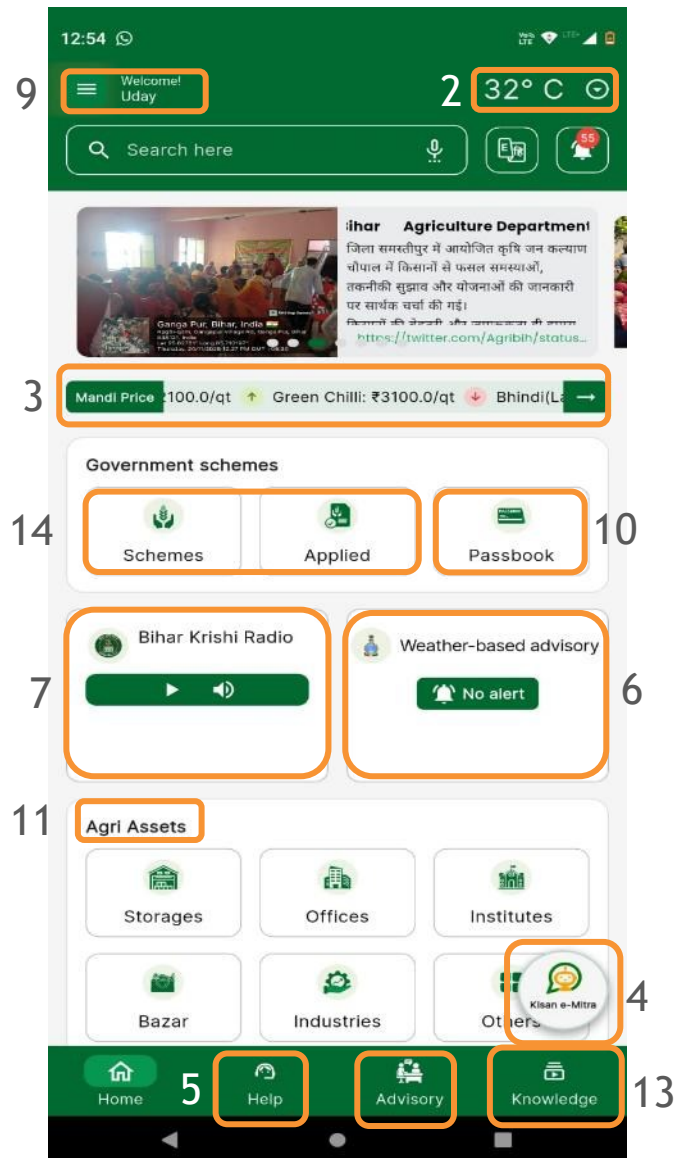 12:54
VoLTE LTE+
9
Welcome!
Uday
2
32° C
Search here
55
:ihar Agriculture Department
जिला समस्तीपुर में आयोजित कृषि जन कल्याण
चौपाल में किसानों से फसल समस्याओं,
तकनीकी सुझाव और योजनाओं की जानकारी
पर सार्थक चर्चा की गई।
Ganga Pur, Bihar, India
https://twitter.com/Agribih/status...
3
Mandi Price 2100.0/qt Green Chilli: ₹3100.0/qt Bhindi(La
Government schemes
14
Schemes Applied Passbook
10
Bihar Krishi Radio
Weather-based advisory
7
No alert
6
11
Agri Assets
Storages Offices Institutes
Kisan e-Mitra
4
Bazar Industries Others
5
13
Home Help Advisory Knowledge